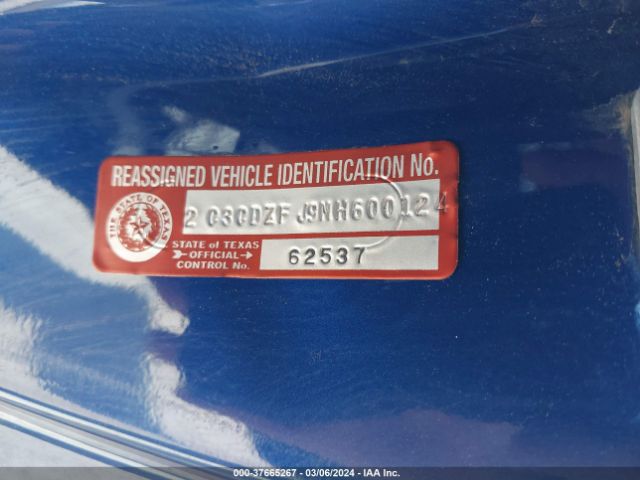 REASSIGNED VEHICLE IDENTIFICATION No.
2 C3CDZF J9NH600124
THE STATE OF TEXAS
STATE of TEXAS
OFFICIAL
CONTROL No.
62537
000-37665267 - 03/06/2024 - IAA Inc.